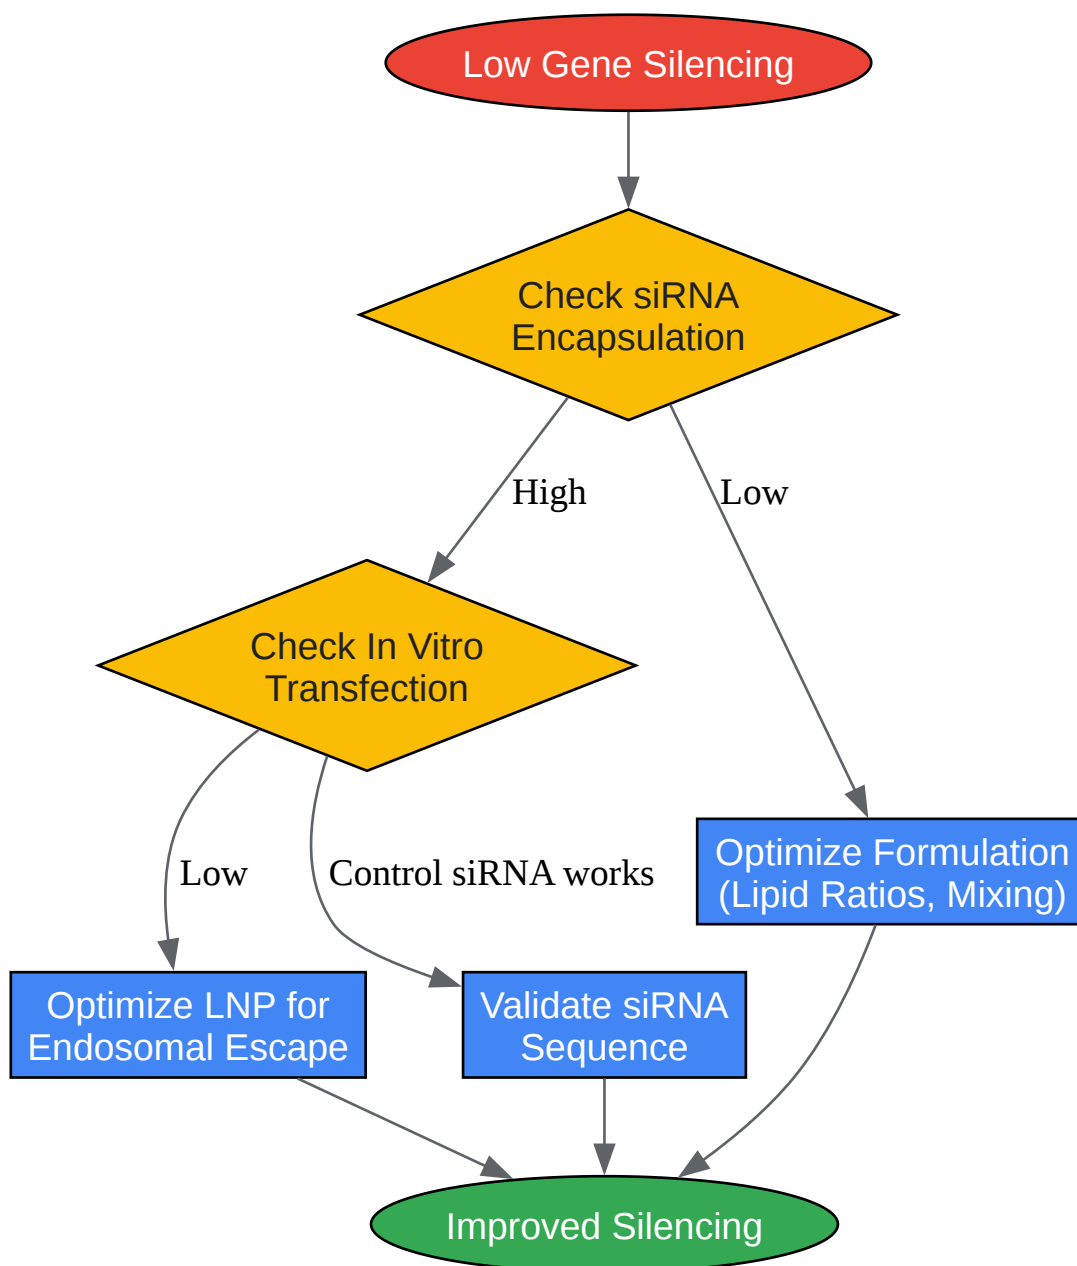 Low Gene Silencing
Check siRNA
Encapsulation
High
Low
Check In Vitro
Transfection
Optimize Formulation
(Lipid Ratios, Mixing)
Low
Control siRNA works
Optimize LNP for
Endosomal Escape
Validate siRNA
Sequence
Improved Silencing